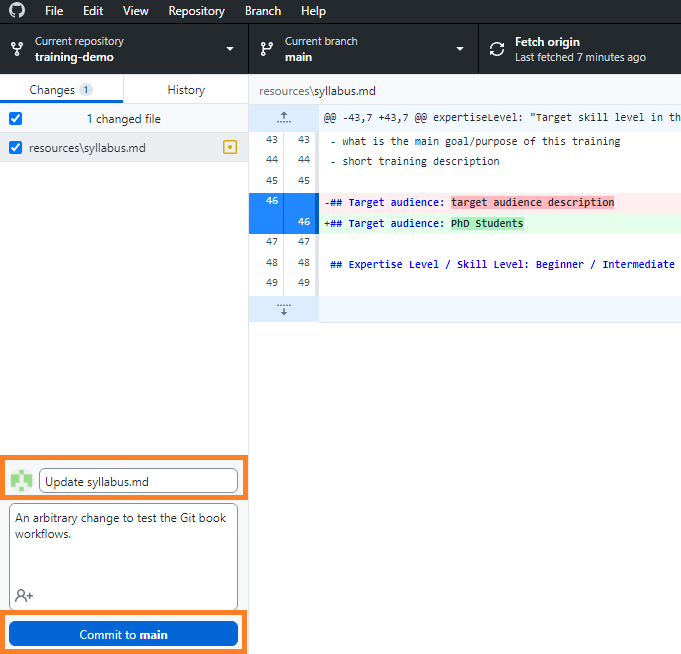 File Edit View Repository Branch Help
Current repository
training-demo
Current branch
main
Fetch origin
Last fetched 7 minutes ago
Changes 1 History
resources\syllabus.md
1 changed file
resources\syllabus.md
@@ -43,7 +43,7 @@ expertiseLevel: "Target skill level in th
43 43 - what is the main goal/purpose of this training
44 44 - short training description
45 45
46 -## Target audience: target audience description
46 +## Target audience: PhD Students
47 47
48 48 ## Expertise Level / Skill Level: Beginner / Intermediate
49 49
Update syllabus.md
An arbitrary change to test the Git book
workflows.
Commit to main